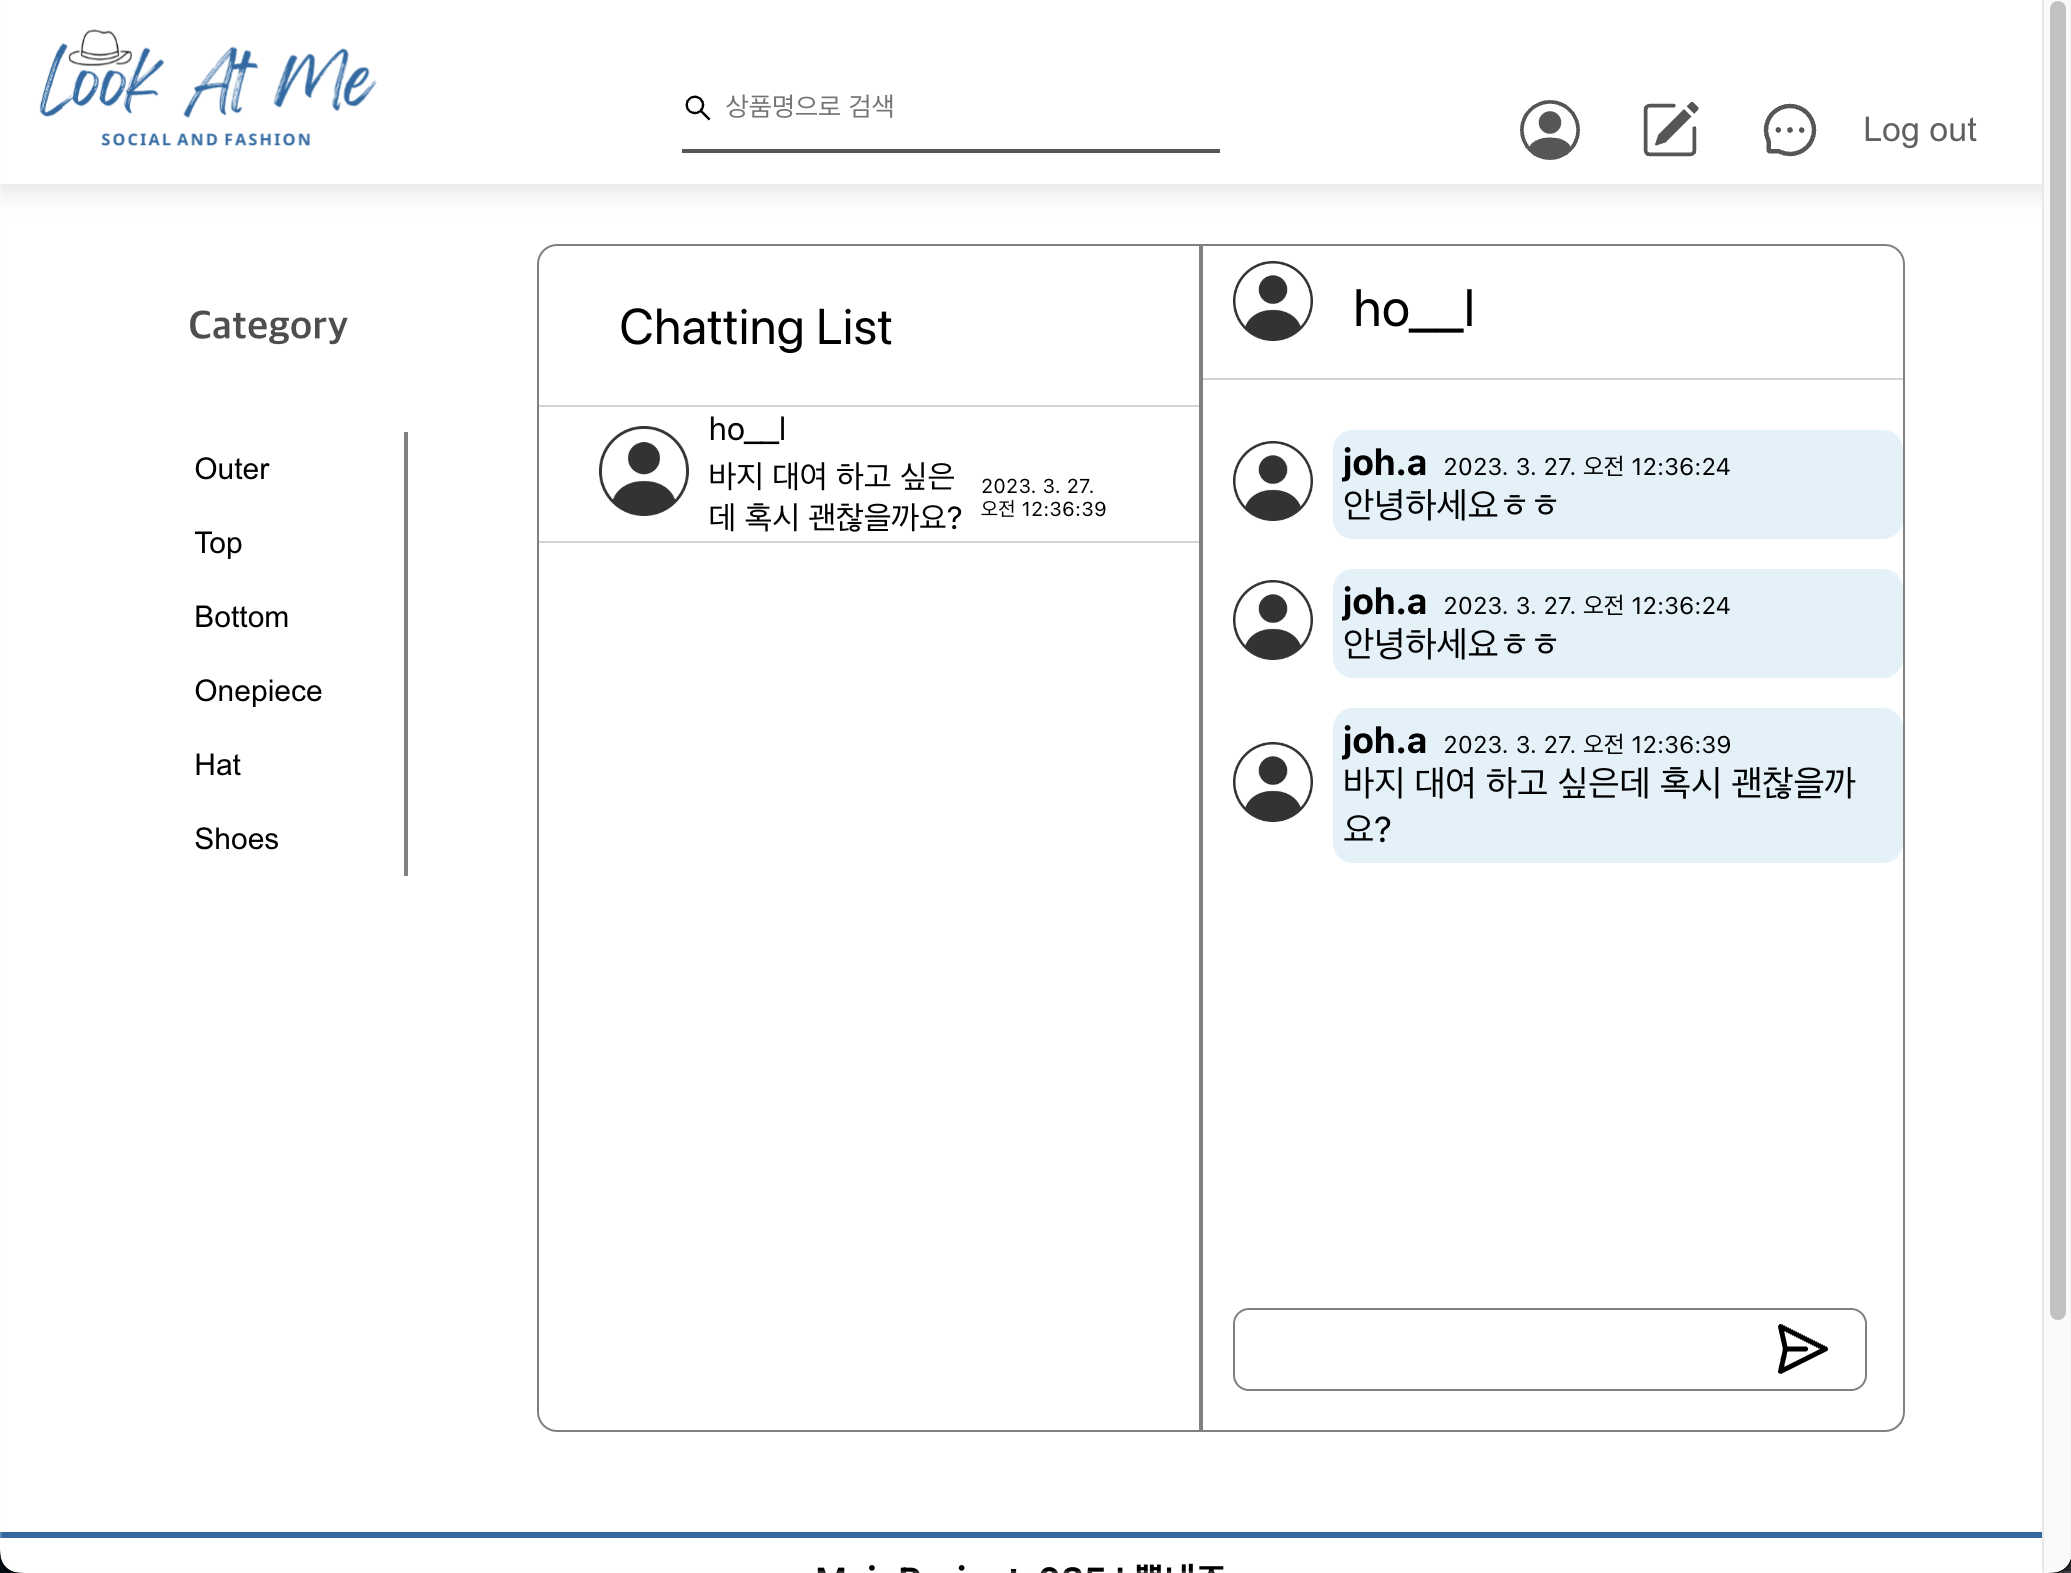 Look At Me
SOCIAL AND FASHION
상품명으로 검색
Log out
Category
Outer
Top
Bottom
Onepiece
Hat
Shoes
Chatting List
ho__l
바지 대여 하고 싶은
데 혹시 괜찮을까요?
2023. 3. 27.
오전 12:36:39
ho__l
joh.a 2023. 3. 27. 오전 12:36:24
안녕하세요ㅎㅎ
joh.a 2023. 3. 27. 오전 12:36:24
안녕하세요ㅎㅎ
joh.a 2023. 3. 27. 오전 12:36:39
바지 대여 하고 싶은데 혹시 괜찮을까
요?